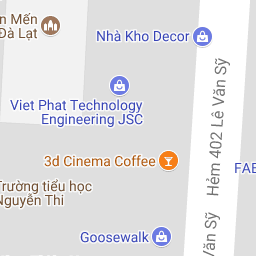 n Mến
Đà Lạt
Nhà Kho Decor
Viet Phat Technology
Engineering JSC
3d Cinema Coffee
Trường tiểu học
Nguyễn Thi
Goosewalk
Hẻm 402 Lê Văn Sỹ
Văn Sỹ
FAE